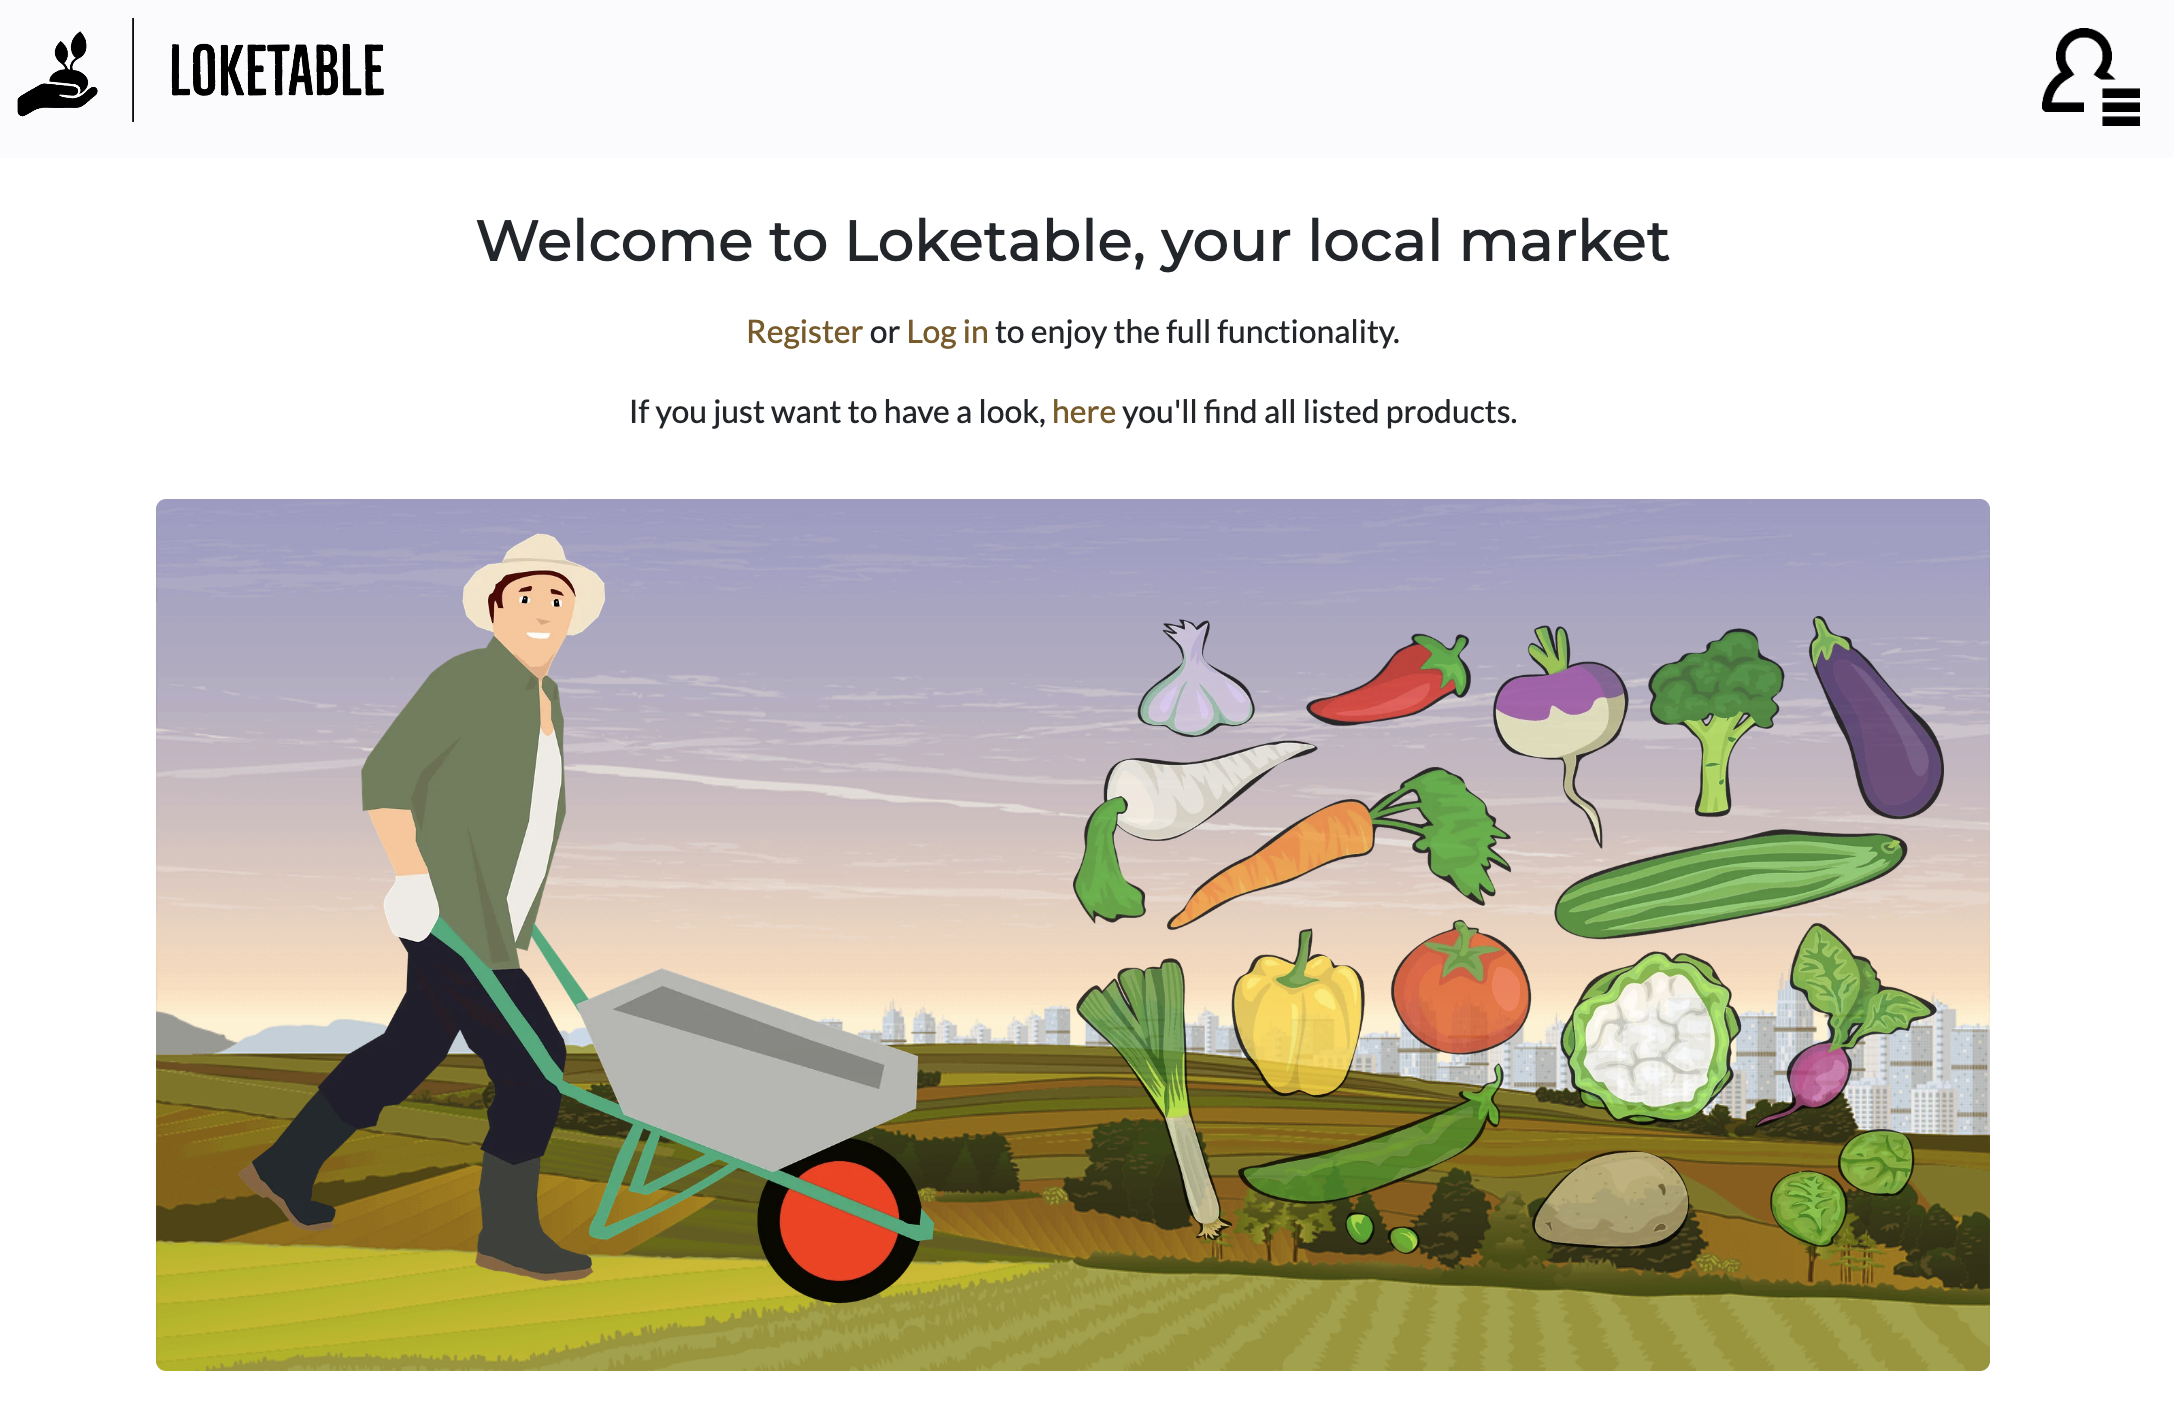 LOKETABLE
Welcome to Loketable, your local market
Register or Log in to enjoy the full functionality.
If you just want to have a look, here you'll find all listed products.